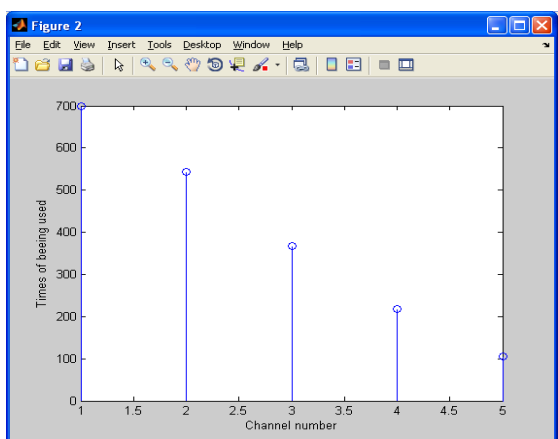 Figure 2
File Edit View Insert Tools Desktop Window Help
700
600
500
400
300
200
100
0
Times of beeing used
1 1.5 2 2.5 3 3.5 4 4.5 5
Channel number